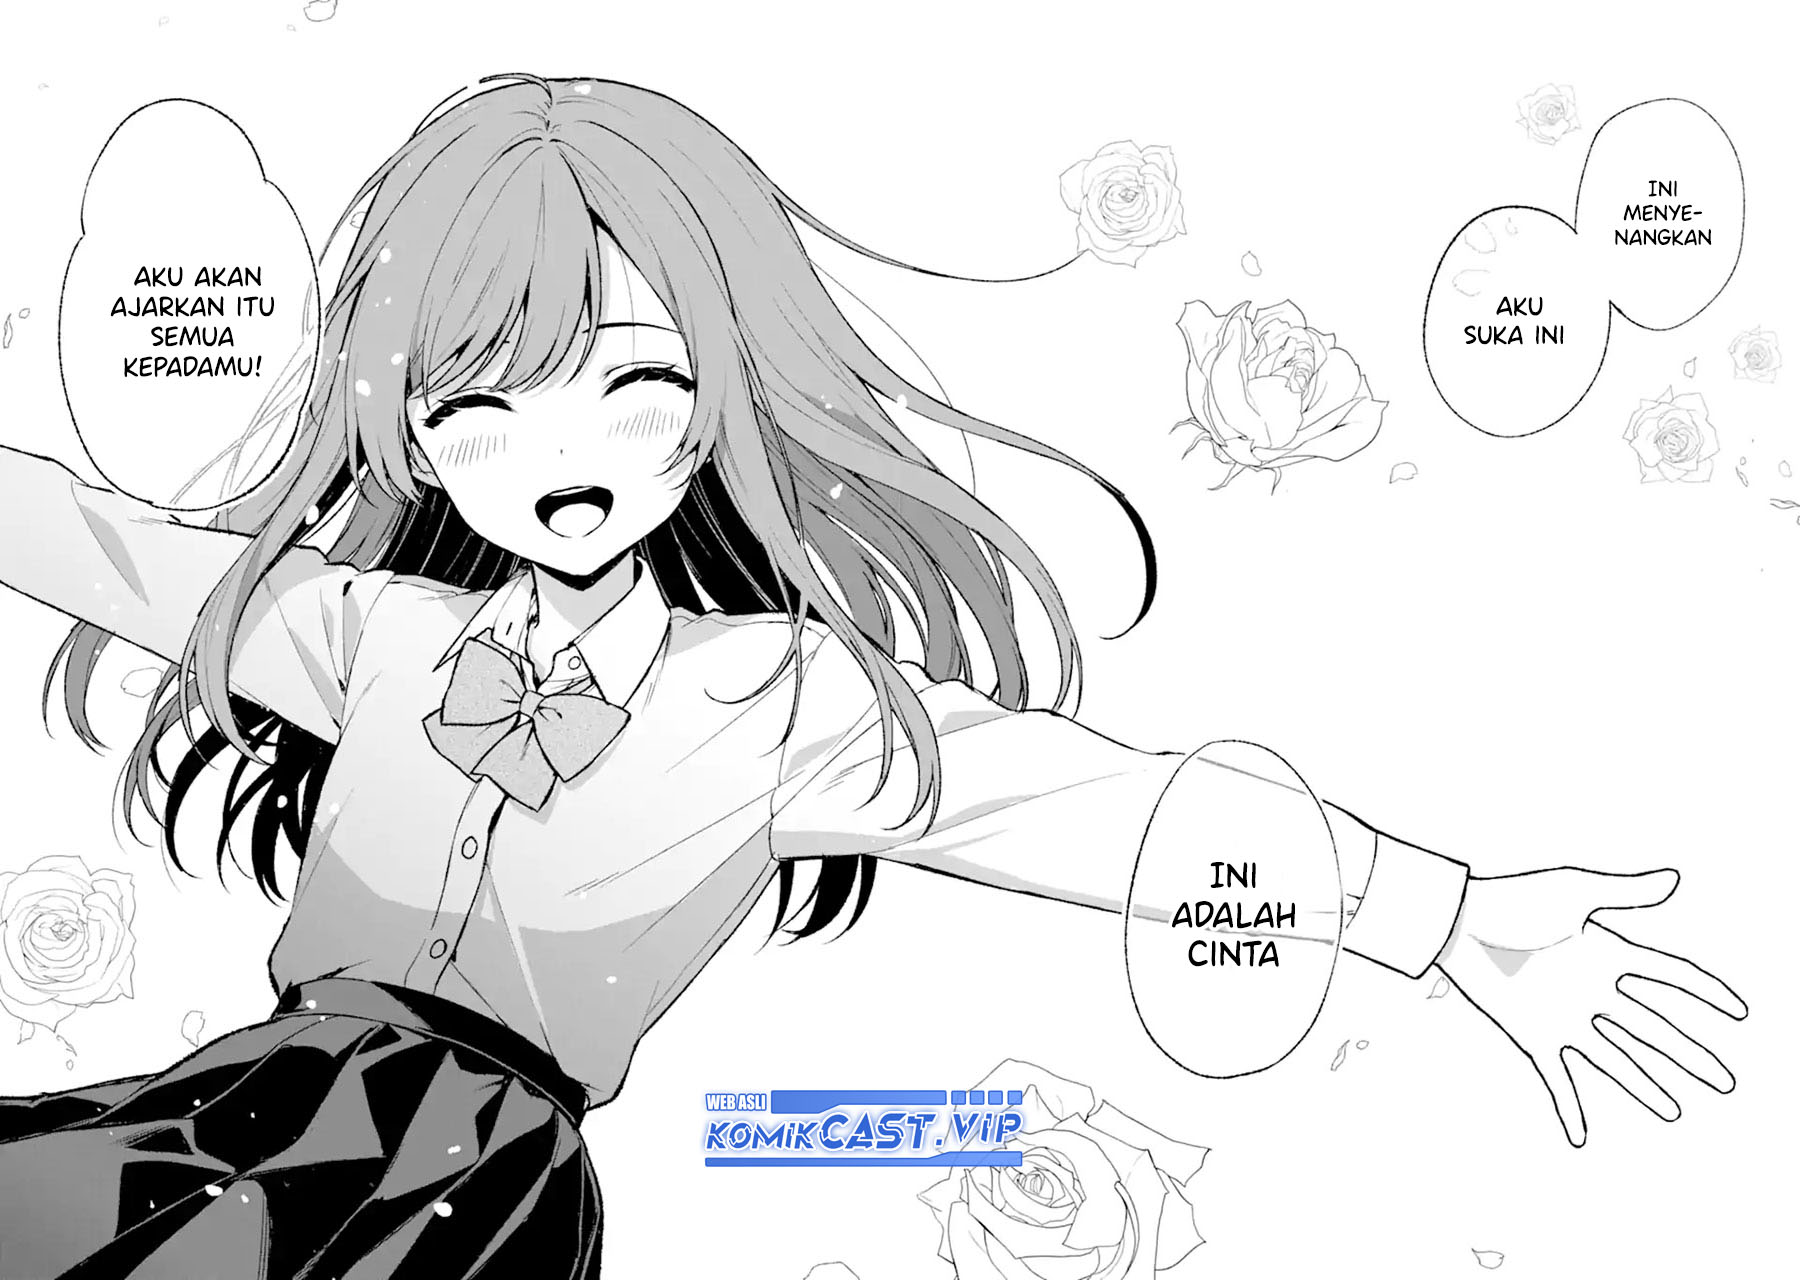 INI
MENYE-
NANGKAN
AKU
SUKA INI
INI
ADALAH
CINTA
AKU AKAN
AJARKAN ITU
SEMUA
KEPADAMU!
WEB ASLI
KOMIKCAST.VIP